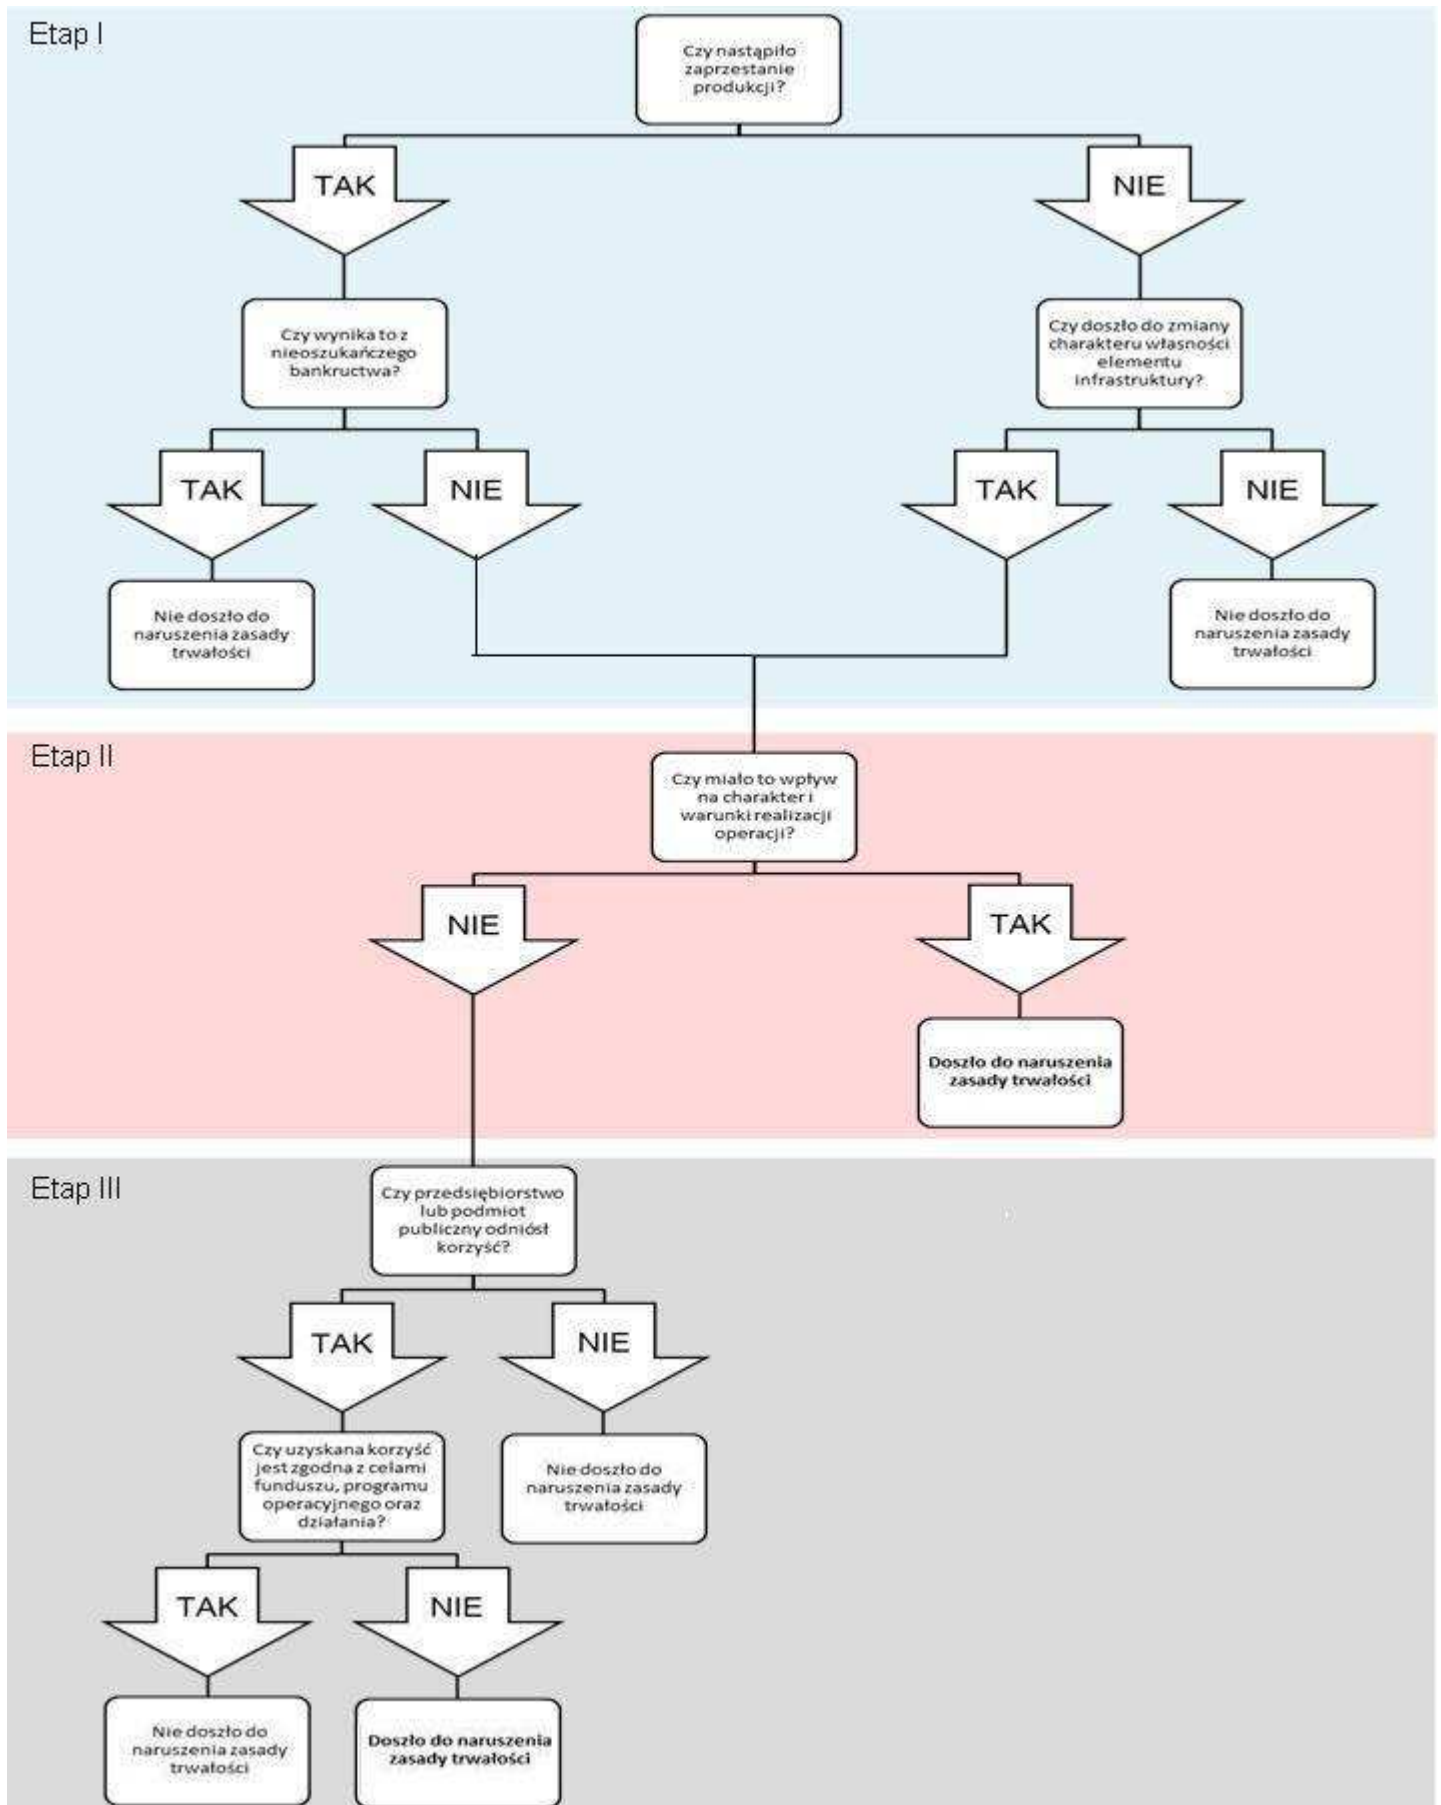 Etap I
Czy nastąpiło
zaprzestanie
produkcji?
TAK
NIE
Czy wynika to z
nieoszukańczego
bankructwa?
Czy doszło do zmiany
charakteru własności
elementu
infrastruktury?
TAK
NIE
TAK
NIE
Nie doszło do
naruszenia zasady
trwałości
Nie doszło do
naruszenia zasady
trwałości
Etap II
Czy miało to wpływ
na charakter i
warunki realizacji
operacji?
NIE
TAK
Doszło do naruszenia
zasady trwałości
Etap III
Czy przedsiębiorstwo
lub podmiot
publiczny odniósł
korzyść?
TAK
NIE
Czy uzyskana korzyść
jest zgodna z celami
funduszu, programu
operacyjnego oraz
działania?
Nie doszło do
naruszenia zasady
trwałości
TAK
NIE
Nie doszło do
naruszenia zasady
trwałości
Doszło do naruszenia
zasady trwałości